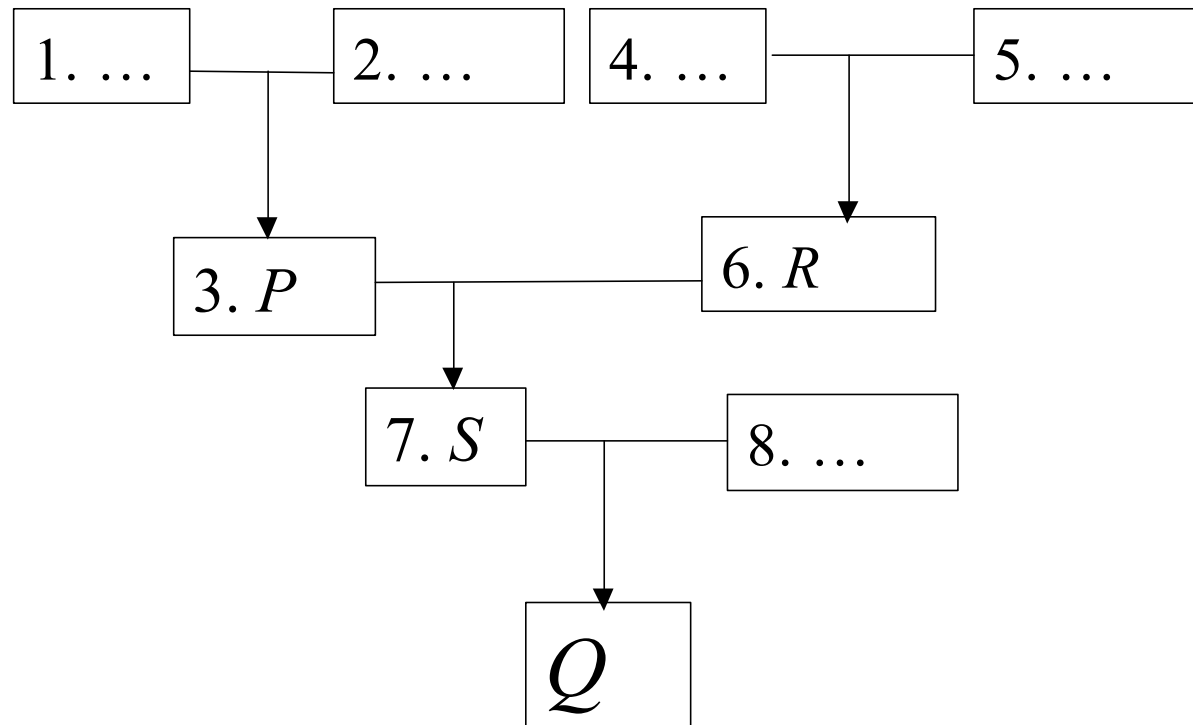 1. …
2. …
4. …
5. …
3. P
6. R
7. S
8. …
Q